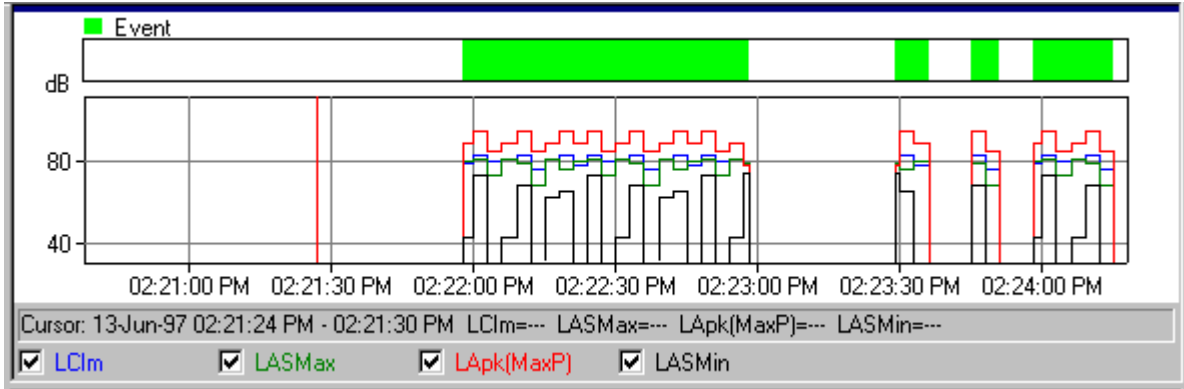 Event
dB
80
40
02:21:00 PM 02:21:30 PM 02:22:00 PM 02:22:30 PM 02:23:00 PM 02:23:30 PM 02:24:00 PM
Cursor: 13-Jun-97 02:21:24 PM - 02:21:30 PM LCIm=--- LASMax=--- LApk(MaxP)=--- LASMin=---
LCIm LASMax LApk(MaxP) LASMin